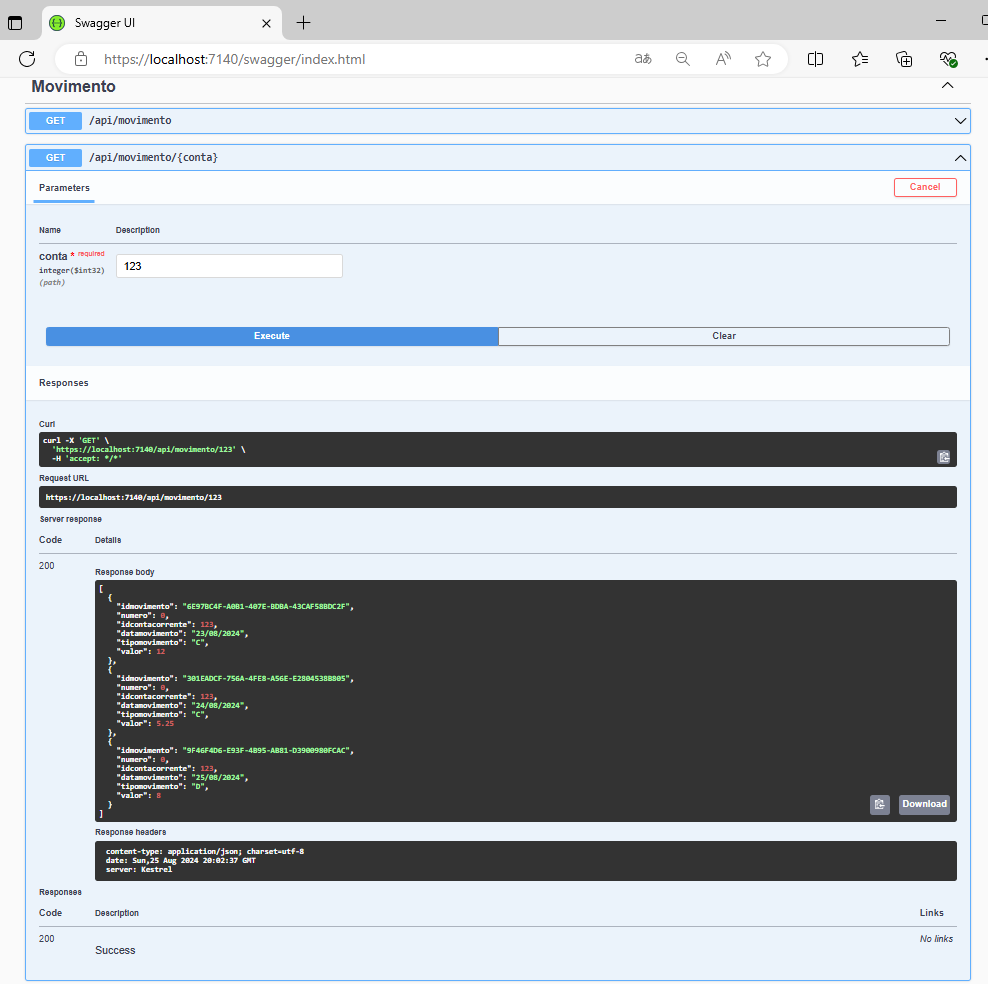 Swagger UI
https://localhost:7140/swagger/index.html
Movimento
GET /api/movimento
GET /api/movimento/{conta}
Parameters
Cancel
Name Description
conta * required
integer($int32)
(path)
123
Execute Clear
Responses
Curl
curl -X 'GET' \
'https://localhost:7140/api/movimento/123' \
-H 'accept: */*'
Request URL
https://localhost:7140/api/movimento/123
Server response
Code Details
200
Response body
[
{
"idmovimento": "6E97BC4F-A0B1-407E-BDBA-43CAF58BDC2F",
"numero": 0,
"idcontacorrente": 123,
"datamovimento": "23/08/2024",
"tipomovimento": "C",
"valor": 12
},
{
"idmovimento": "301EADCF-756A-4FE8-A56E-E2804538B805",
"numero": 0,
"idcontacorrente": 123,
"datamovimento": "24/08/2024",
"tipomovimento": "C",
"valor": 5.25
},
{
"idmovimento": "9F46F4D6-E93F-4B95-AB81-D3900980FCAC",
"numero": 0,
"idcontacorrente": 123,
"datamovimento": "25/08/2024",
"tipomovimento": "D",
"valor": 8
}
]
Download
Response headers
content-type: application/json; charset=utf-8
date: Sun,25 Aug 2024 20:02:37 GMT
server: Kestrel
Responses
Code Description Links
200
Success
No links